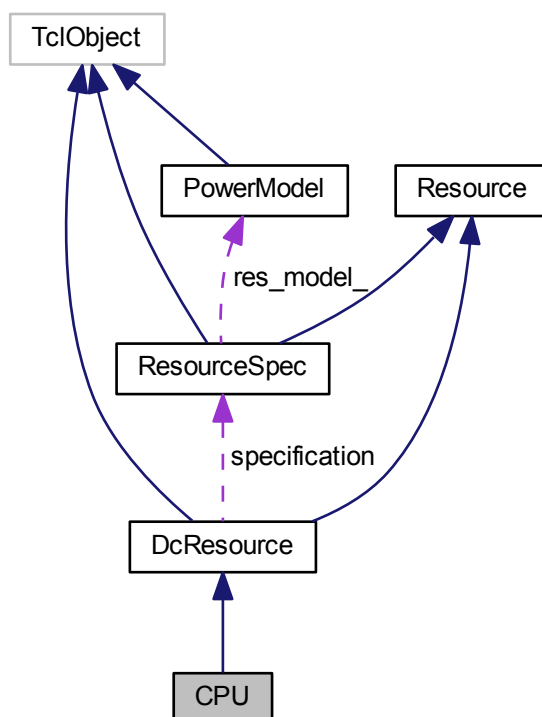 TclObject
PowerModel
Resource
res_model_
ResourceSpec
specification
DcResource
CPU